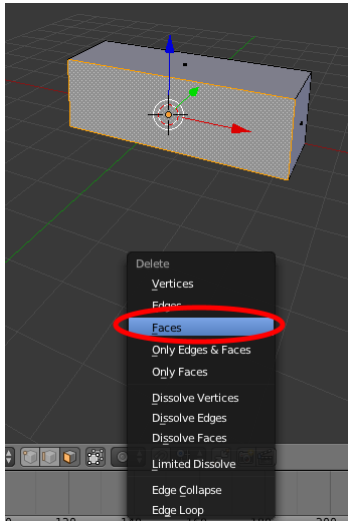 Delete
Vertices
Edges
Faces
Only Edges & Faces
Only Faces
Dissolve Vertices
Dissolve Edges
Dissolve Faces
Limited Dissolve
Edge Collapse
Edge Loop